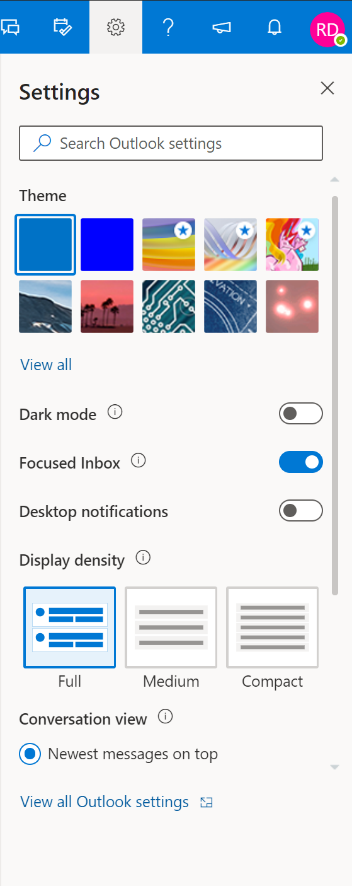 RD
Settings
Search Outlook settings
Theme
View all
Dark mode
Focused Inbox
Desktop notifications
Display density
Full Medium Compact
Conversation view
Newest messages on top
View all Outlook settings